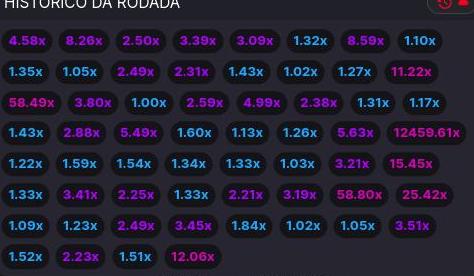 HISTÓRICO DA RODADA
4.58x 8.26x 2.50x 3.39x 3.09x 1.32x 8.59x 1.10x
1.35x 1.05x 2.49x 2.31x 1.43x 1.02x 1.27x 11.22x
58.49x 3.80x 1.00x 2.59x 4.99x 2.38x 1.31x 1.17x
1.43x 2.88x 5.49x 1.60x 1.13x 1.26x 5.63x 12459.61x
1.22x 1.59x 1.54x 1.34x 1.33x 1.03x 3.21x 15.45x
1.33x 3.41x 2.25x 1.33x 2.21x 3.19x 58.80x 25.42x
1.09x 1.23x 2.49x 3.45x 1.84x 1.02x 1.05x 3.51x
1.52x 2.23x 1.51x 12.06x